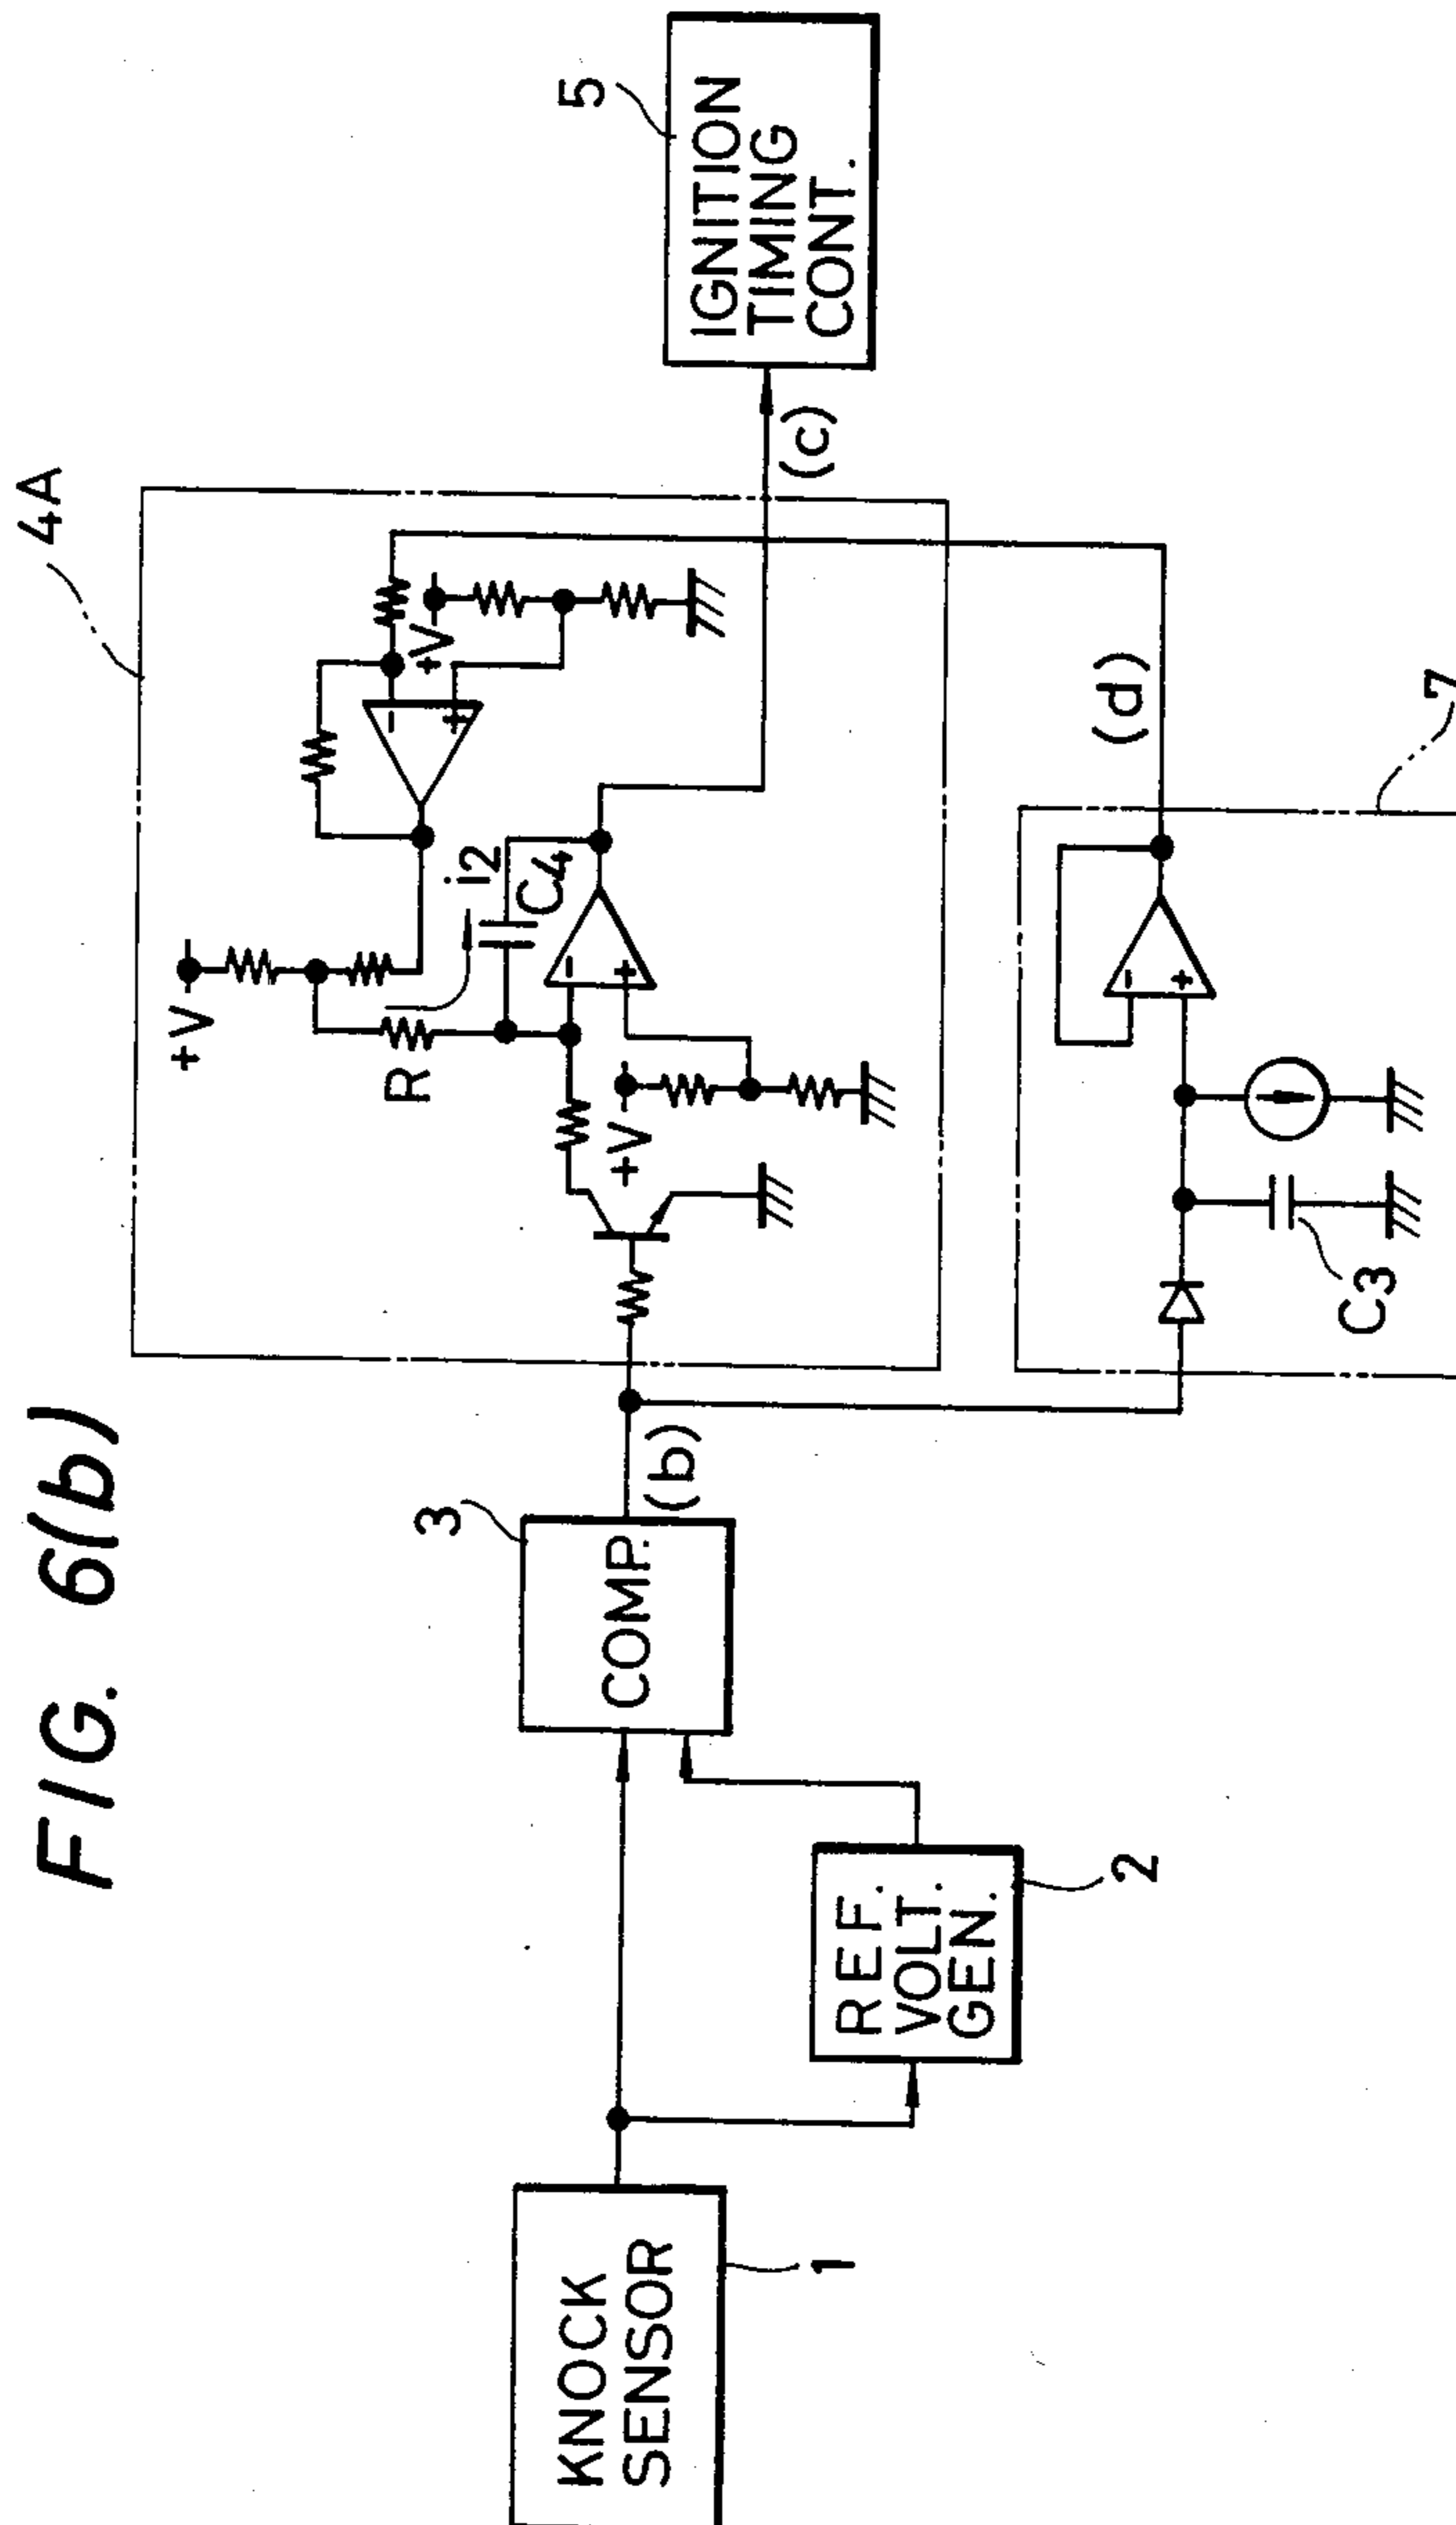 FIG. 6(b)
KNOCK
SENSOR
1
REF.
VOLT.
GEN.
2
COMP.
3
(b)
4A
+V
R
i2
C4
-
+
+V
-
+
+V
(c)
IGNITION
TIMING
CONT.
5
C3
-
+
(d)
7